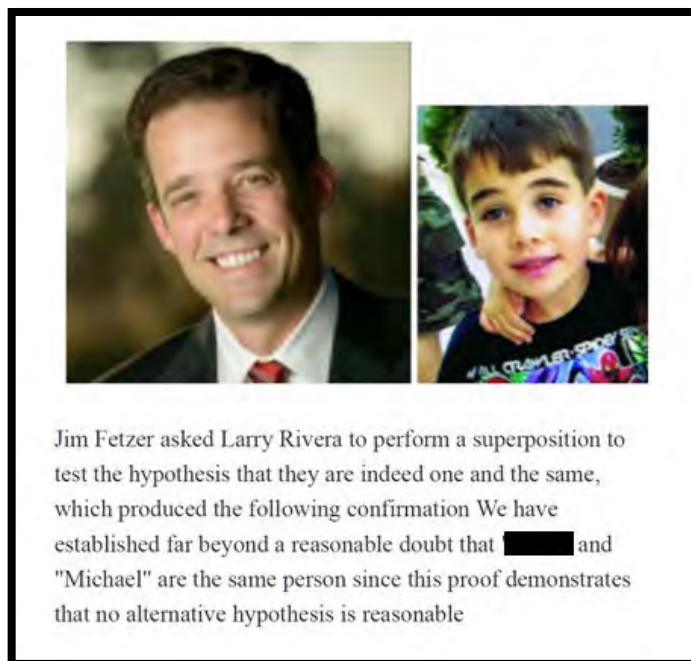 CRAWLER
Jim Fetzer asked Larry Rivera to perform a superposition to
test the hypothesis that they are indeed one and the same,
which produced the following confirmation We have
established far beyond a reasonable doubt that " and
"Michael" are the same person since this proof demonstrates
that no alternative hypothesis is reasonable